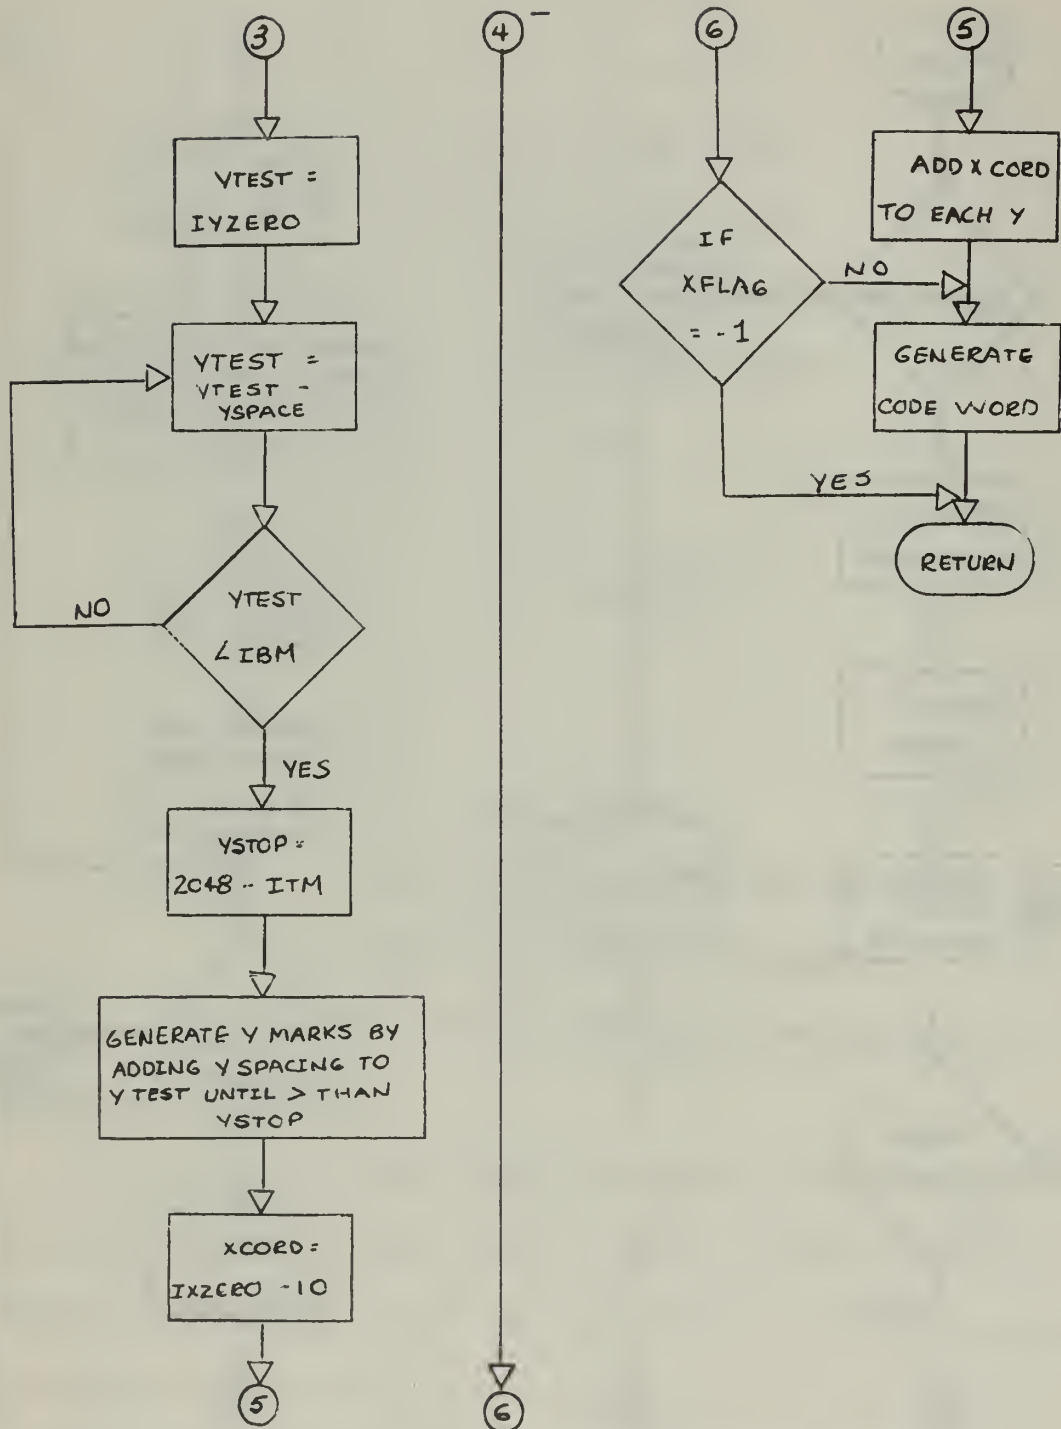 3
YTEST =
IYZERO
YTEST =
YTEST -
YSPACE
NO
YTEST
< IBM
YES
YSTOP =
2048 - ITM
GENERATE Y MARKS BY
ADDING Y SPACING TO
Y TEST UNTIL > THAN
YSTOP
XCORD =
IXZERO - 10
5
4
6
6
IF
XFLAG
= -1
NO
YES
5
ADD X CORD
TO EACH Y
GENERATE
CODE WORD
RETURN